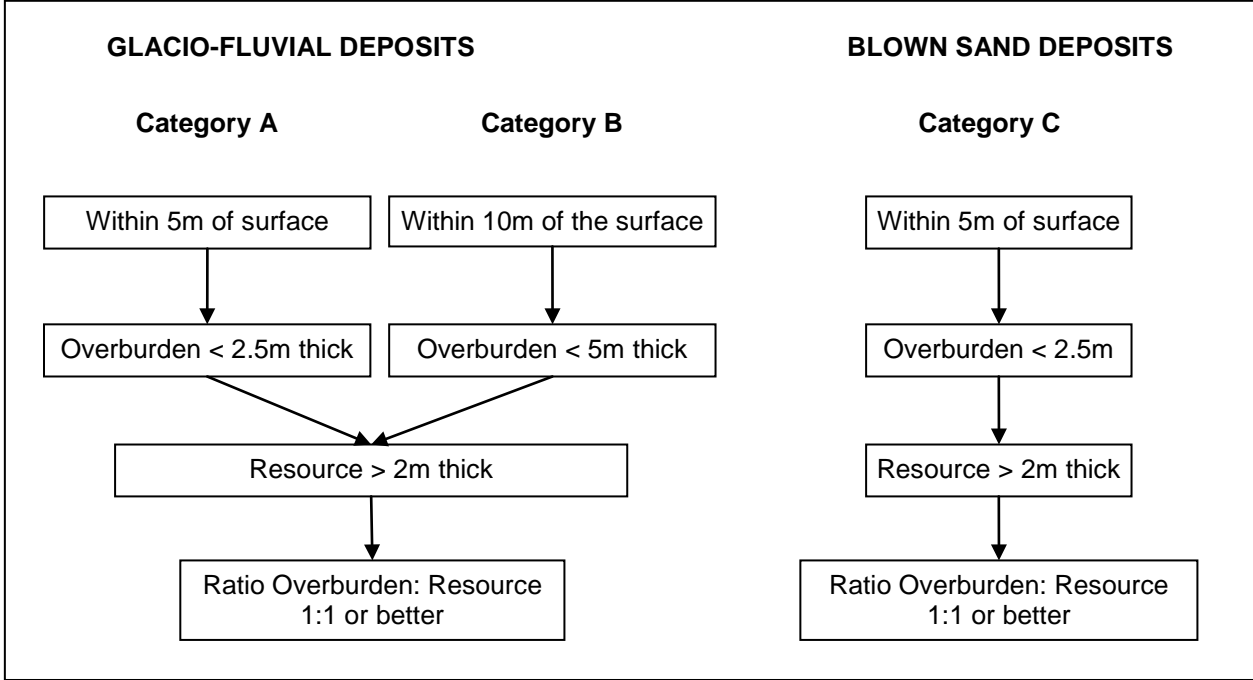 GLACIO-FLUVIAL DEPOSITS
BLOWN SAND DEPOSITS
Category A
Category B
Category C
Within 5m of surface
Within 10m of the surface
Within 5m of surface
Overburden < 2.5m thick
Overburden < 5m thick
Overburden < 2.5m
Resource > 2m thick
Resource > 2m thick
Ratio Overburden: Resource
1:1 or better
Ratio Overburden: Resource
1:1 or better